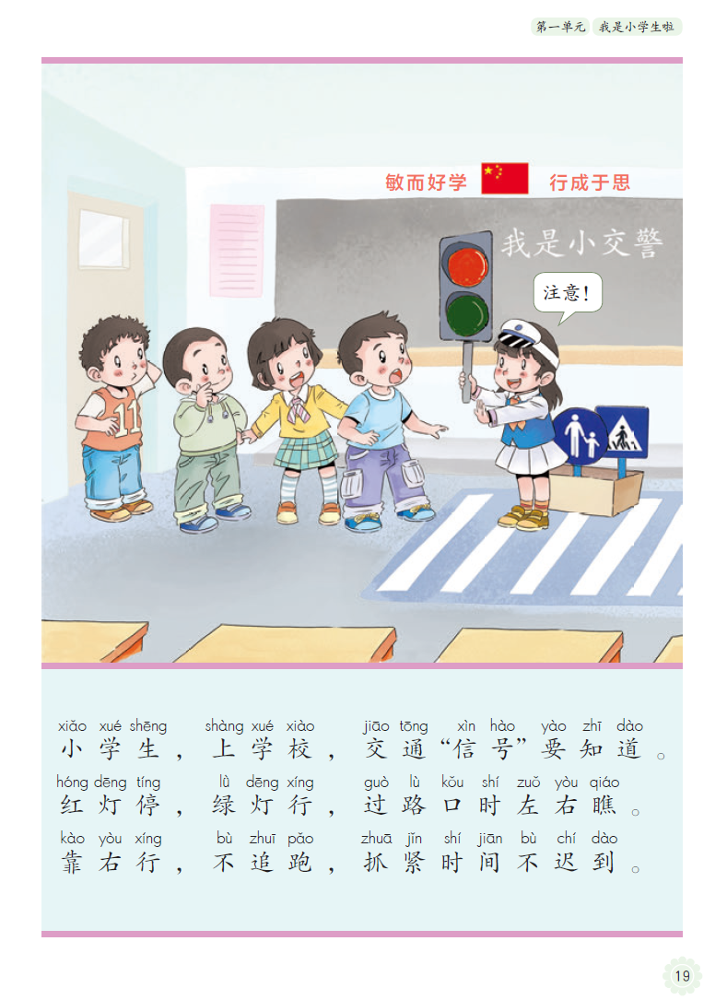 第一单元 我是小学生啦
敏而好学 行成于思
我是小交警
注意！
11
xiǎo xué shēng shàng xué xiào jiāo tōng xìn hào yào zhī dào
小学生，上学校，交通“信号”要知道。
hóng dēng tíng lǜ dēng xíng guò lù kǒu shí zuǒ yòu qiáo
红灯停，绿灯行，过路口时左右瞧。
kào yòu xíng bù zhuī pǎo zhuā jǐn shí jiān bù chí dào
靠右行，不追跑，抓紧时间不迟到。
19